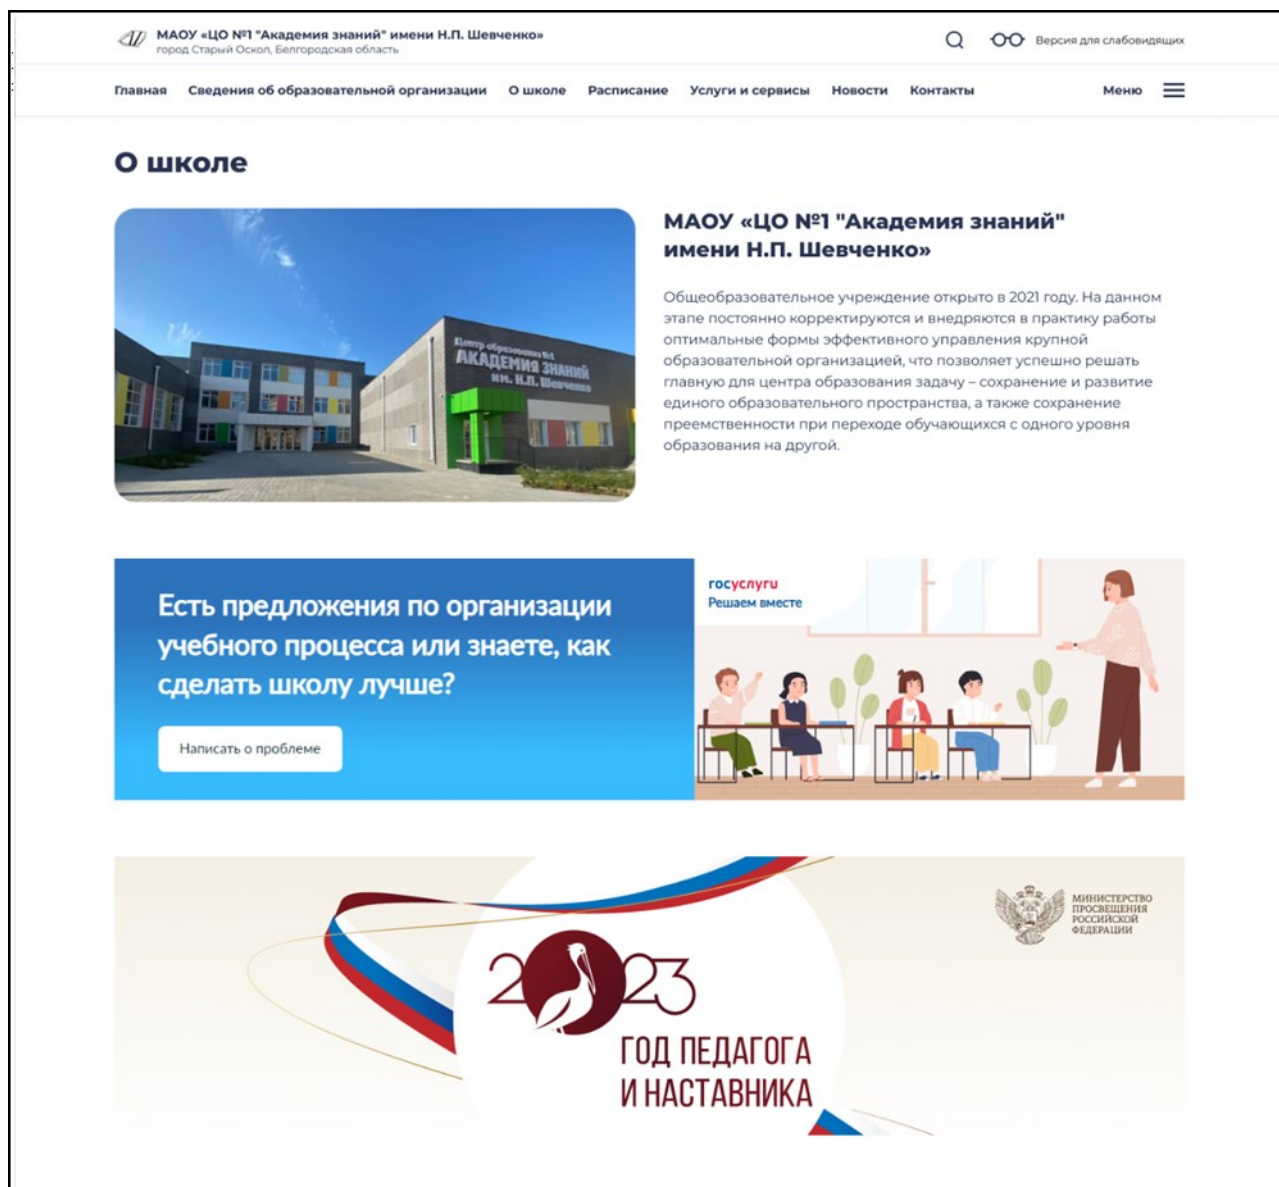 МАОУ «ЦО №1 "Академия знаний" имени Н.П. Шевченко»
город Старый Оскол, Белгородская область
Версия для слабовидящих
Главная Сведения об образовательной организации О школе Расписание Услуги и сервисы Новости Контакты Меню
О школе
Центр образования №1
АКАДЕМИЯ ЗНАНИЙ
им. Н.П. Шевченко
МАОУ «ЦО №1 "Академия знаний"
имени Н.П. Шевченко»
Общеобразовательное учреждение открыто в 2021 году. На данном
этапе постоянно корректируются и внедряются в практику работы
оптимальные формы эффективного управления крупной
образовательной организацией, что позволяет успешно решать
главную для центра образования задачу – сохранение и развитие
единого образовательного пространства, а также сохранение
преемственности при переходе обучающихся с одного уровня
образования на другой.
Есть предложения по организации
учебного процесса или знаете, как
сделать школу лучше?
Написать о проблеме
госуслуги
Решаем вместе
МИНИСТЕРСТВО
ПРОСВЕЩЕНИЯ
РОССИЙСКОЙ
ФЕДЕРАЦИИ
2023
ГОД ПЕДАГОГА
И НАСТАВНИКА